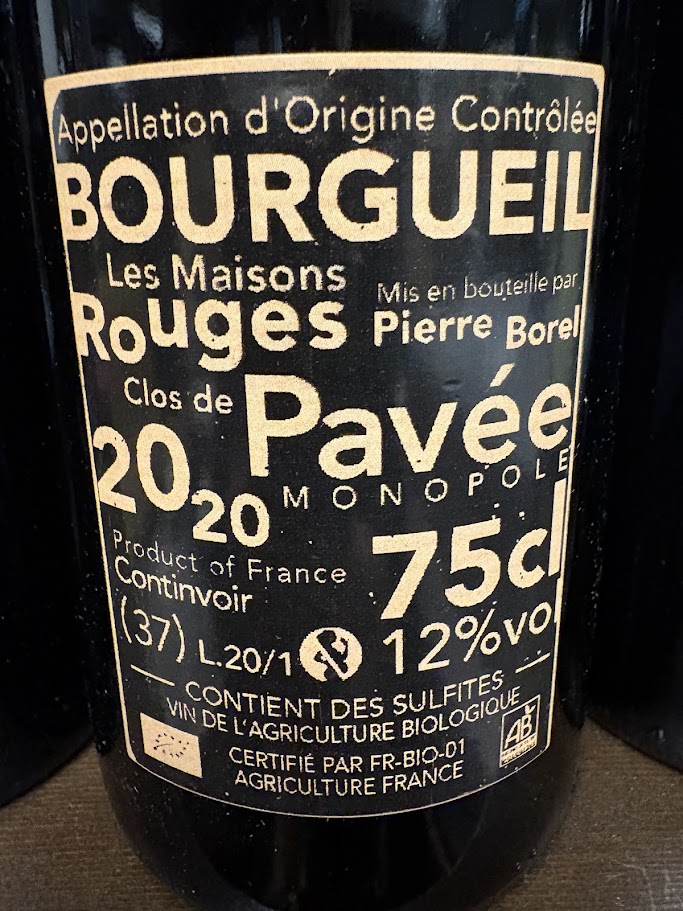 Appellation d'Origine Contrôlée
BOURGUEIL
Les Maisons
Rouges
Mis en bouteille par
Pierre Borel
Clos de Pavée
MONOPOLE
2020
75cl
Product of France
Continvoir
(37) L.20/1
12%vol
CONTIENT DES SULFITES
VIN DE L'AGRICULTURE BIOLOGIQUE
CERTIFIÉ PAR FR-BIO-01
AGRICULTURE FRANCE
AB